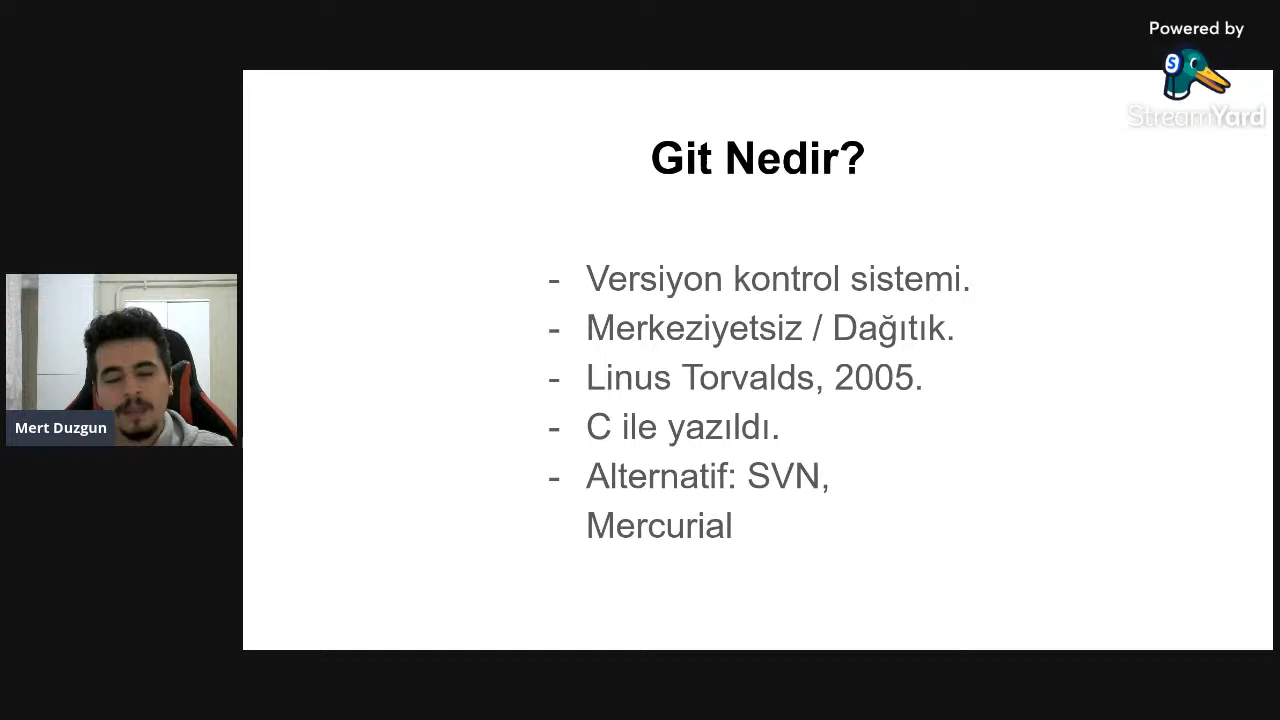 Powered by
S
StreamYard
Git Nedir?
- Versiyon kontrol sistemi.
- Merkeziyetsiz / Dağıtık.
- Linus Torvalds, 2005.
- C ile yazıldı.
- Alternatif: SVN,
Mercurial
Mert Duzgun